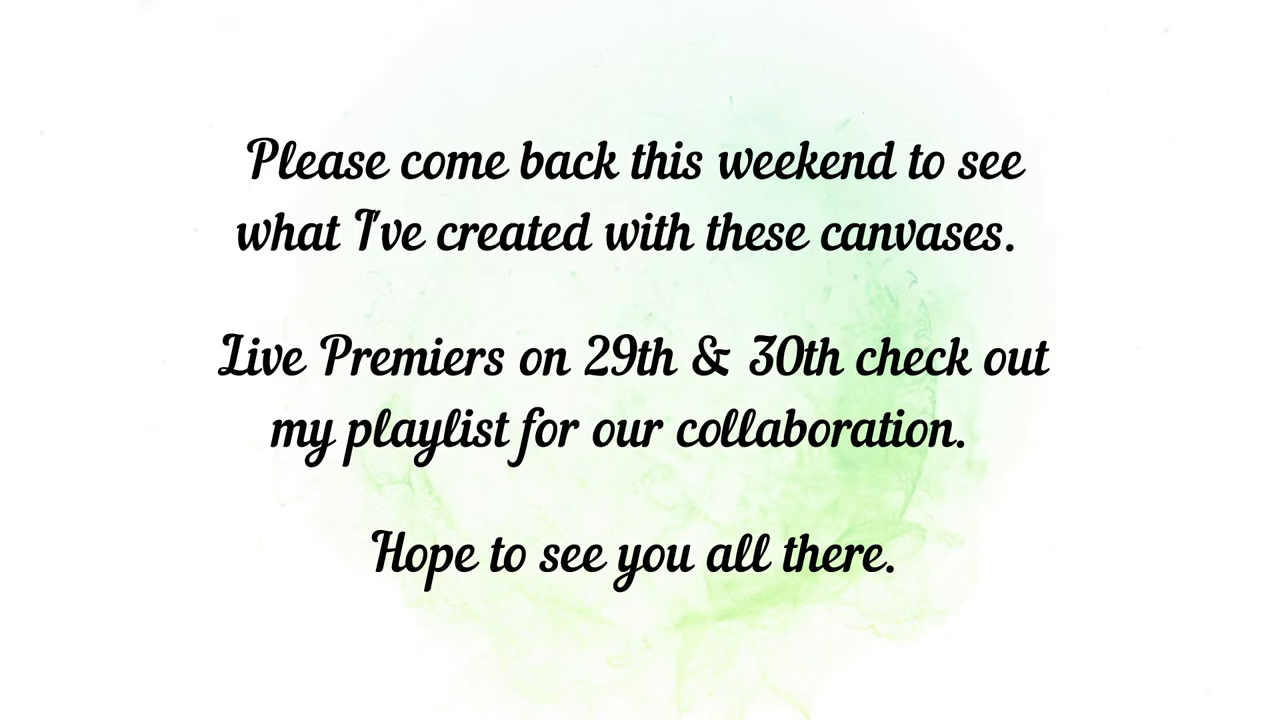 Please come back this weekend to see
what I've created with these canvases.
Live Premiers on 29th & 30th check out
my playlist for our collaboration.
Hope to see you all there.